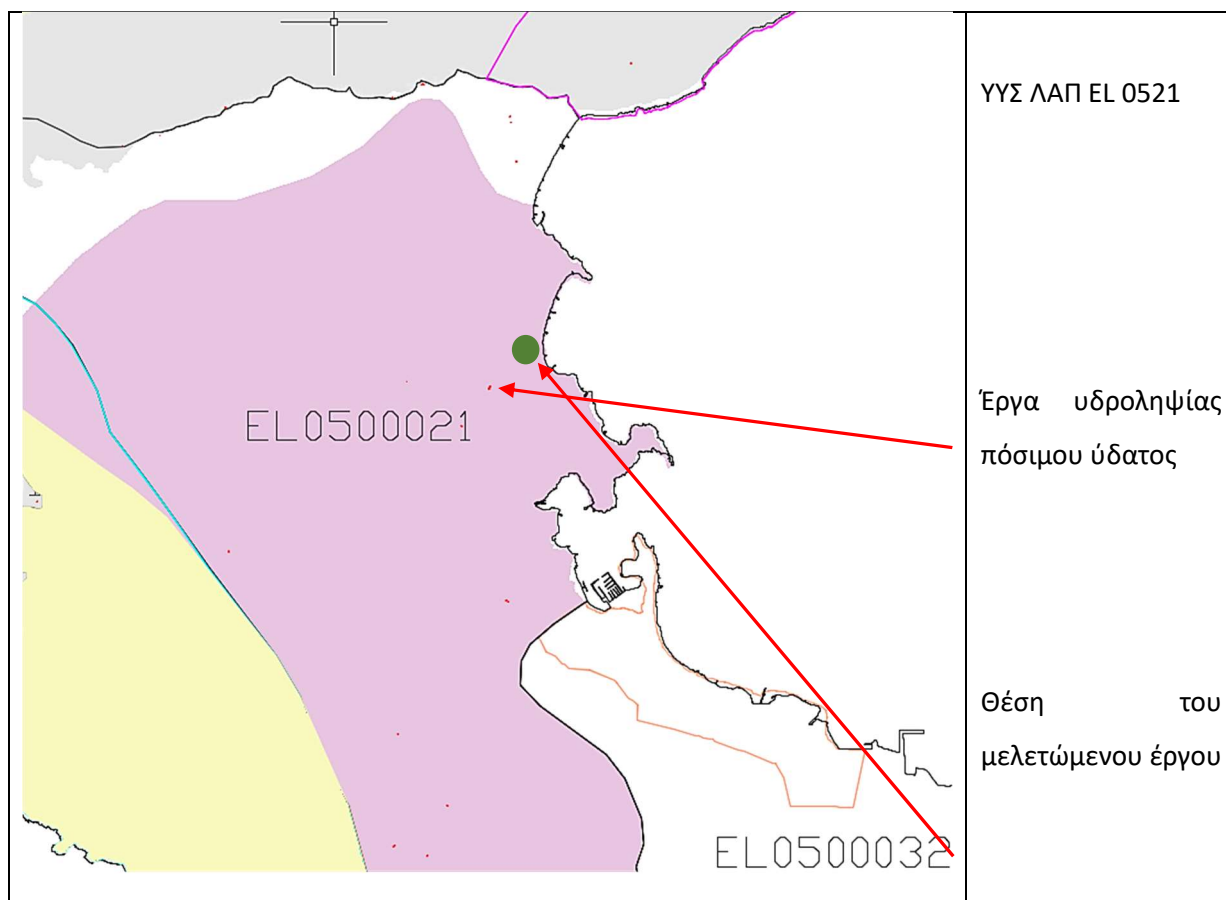 ΥΥΣ ΛΑΠ EL 0521
Έργα υδροληψίας
πόσιμου ύδατος
EL0500021
Θέση του
μελετώμενου έργου
EL0500032